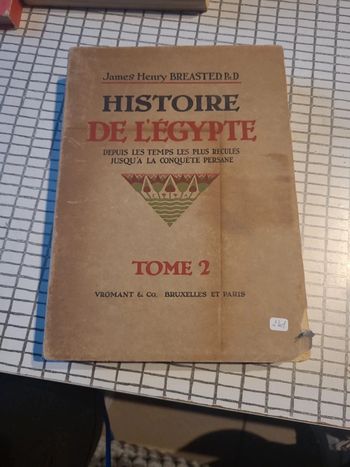 James Henry BREASTED PhD
HISTOIRE
DE L'ÉGYPTE
DEPUIS LES TEMPS LES PLUS RECULÉS
JUSQU'A LA CONQUÊTE PERSANE
TOME 2
VROMANT & CO. BRUXELLES ET PARIS